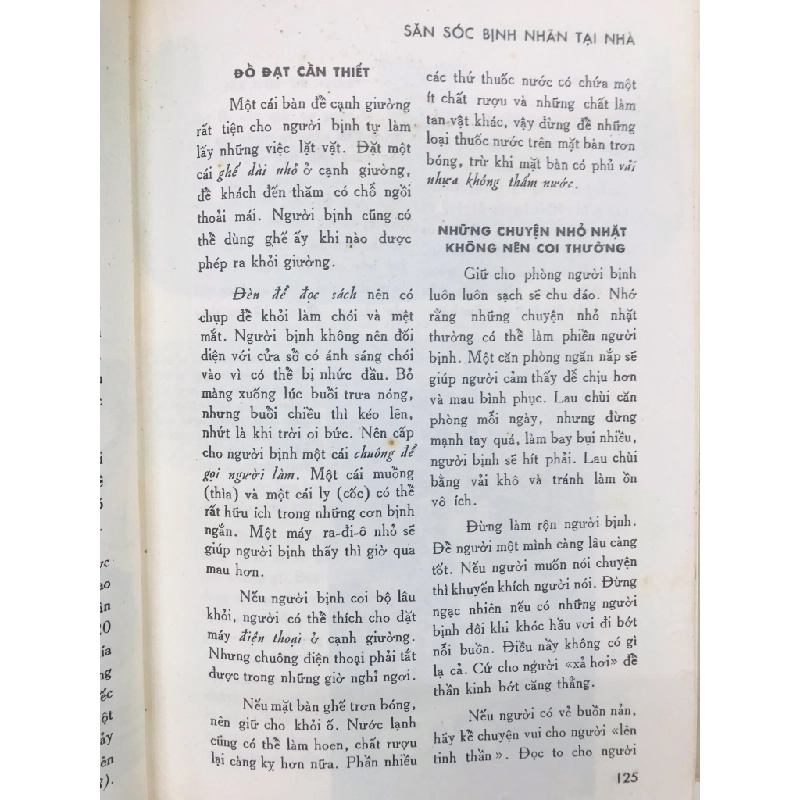 SĂN SÓC BỊNH NHÂN TẠI NHÀ
ĐỒ ĐẠT CẦN THIẾT
Một cái bàn để cạnh giường
rất tiện cho người bịnh tự làm
lấy những việc lặt vặt. Đặt một
cái ghế dài nhỏ ở cạnh giường,
để khách đến thăm có chỗ ngồi
thoải mái. Người bịnh cũng có
thể dùng ghế ấy khi nào được
phép ra khỏi giường.
Đèn để đọc sách nên có
chụp để khỏi làm chói và mệt
mắt. Người bịnh không nên đối
diện với cửa sổ có ánh sáng chói
vào vì có thể bị nhức đầu. Bỏ
màng xuống lúc buổi trưa nóng,
nhưng buổi chiều thì kéo lên,
nhứt là khi trời oi bức. Nên cấp
cho người bịnh một cái chuông để
gọi người làm. Một cái muỗng
(thìa) và một cái ly (cốc) có thể
rất hữu ích trong những cơn bịnh
ngắn. Một máy ra-đi-ô nhỏ sẽ
giúp người bịnh thấy thì giờ qua
mau hơn.
Nếu người bịnh coi bộ lâu
khỏi, người có thể thích cho đặt
máy điện thoại ở cạnh giường.
Nhưng chuông điện thoại phải tắt
được trong những giờ nghỉ ngơi.
Nếu mặt bàn ghế trơn bóng,
nên giữ cho khỏi ố. Nước lạnh
cũng có thể làm hoen, chất rượu
lại càng kỵ hơn nữa. Phần nhiều
các thứ thuốc nước có chứa một
ít chất rượu và những chất làm
tan vật khác, vậy đừng để những
loại thuốc nước trên mặt bàn trơn
bóng, trừ khi mặt bàn có phủ vải
nhựa không thấm nước.
NHỮNG CHUYỆN NHỎ NHẶT
KHÔNG NÊN COI THƯỜNG
Giữ cho phòng người bịnh
luôn luôn sạch sẽ chu đáo. Nhớ
rằng những chuyện nhỏ nhặt
thường có thể làm phiền người
bịnh. Một căn phòng ngăn nắp sẽ
giúp người cảm thấy dễ chịu hơn
và mau bình phục. Lau chùi căn
phòng mỗi ngày, nhưng đừng
mạnh tay quá, làm bay bụi nhiều,
người bịnh sẽ hít phải. Lau chùi
bằng vải khô và tránh làm ồn
vô ích.
Đừng làm rộn người bịnh.
Để người một mình càng lâu càng
tốt. Nếu người muốn nói chuyện
thì khuyến khích người nói. Đừng
ngạc nhiên nếu có những người
bịnh đôi khi khóc hầu vơi đi bớt
nỗi buồn. Điều này không có gì
lạ cả. Cứ cho người «xả hơi» để
thần kinh bớt căng thẳng.
Nếu người có vẻ buồn nản,
hãy kể chuyện vui cho người «lên
tinh thần». Đọc to cho người
125